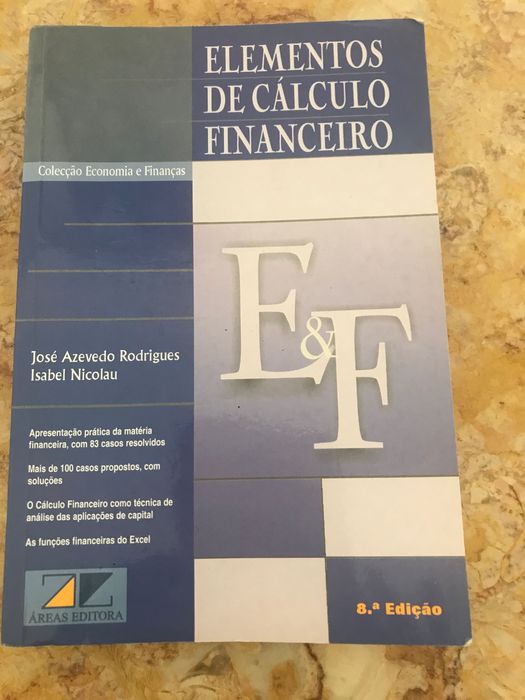 ELEMENTOS
DE CÁLCULO
FINANCEIRO
Colecção Economia e Finanças
E&F
José Azevedo Rodrigues
Isabel Nicolau
Apresentação prática da matéria
financeira, com 83 casos resolvidos
Mais de 100 casos propostos, com
soluções
O Cálculo Financeiro como técnica de
análise das aplicações de capital
As funções financeiras do Excel
ÁREAS EDITORA
8.ª Edição